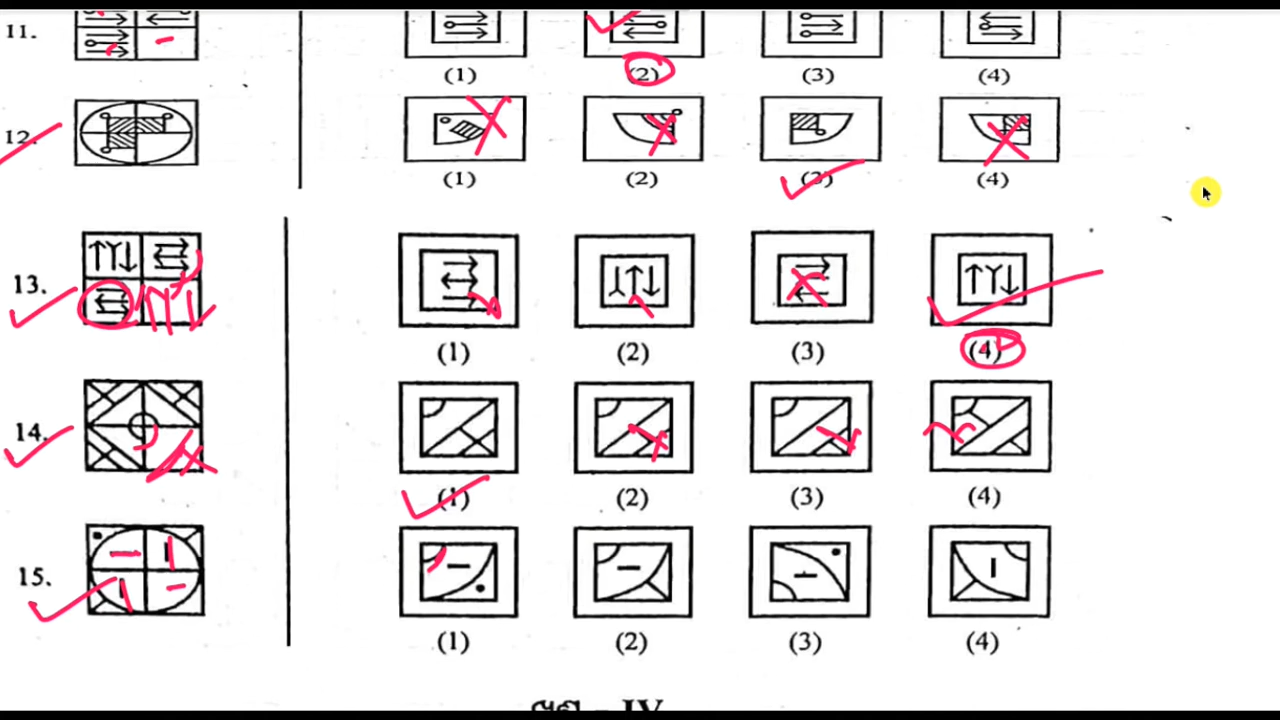 11.
(1) (2) (3) (4)
12.
(1) (2) (3) (4)
13.
(1) (2) (3) (4)
14.
(1) (2) (3) (4)
15.
(1) (2) (3) (4)